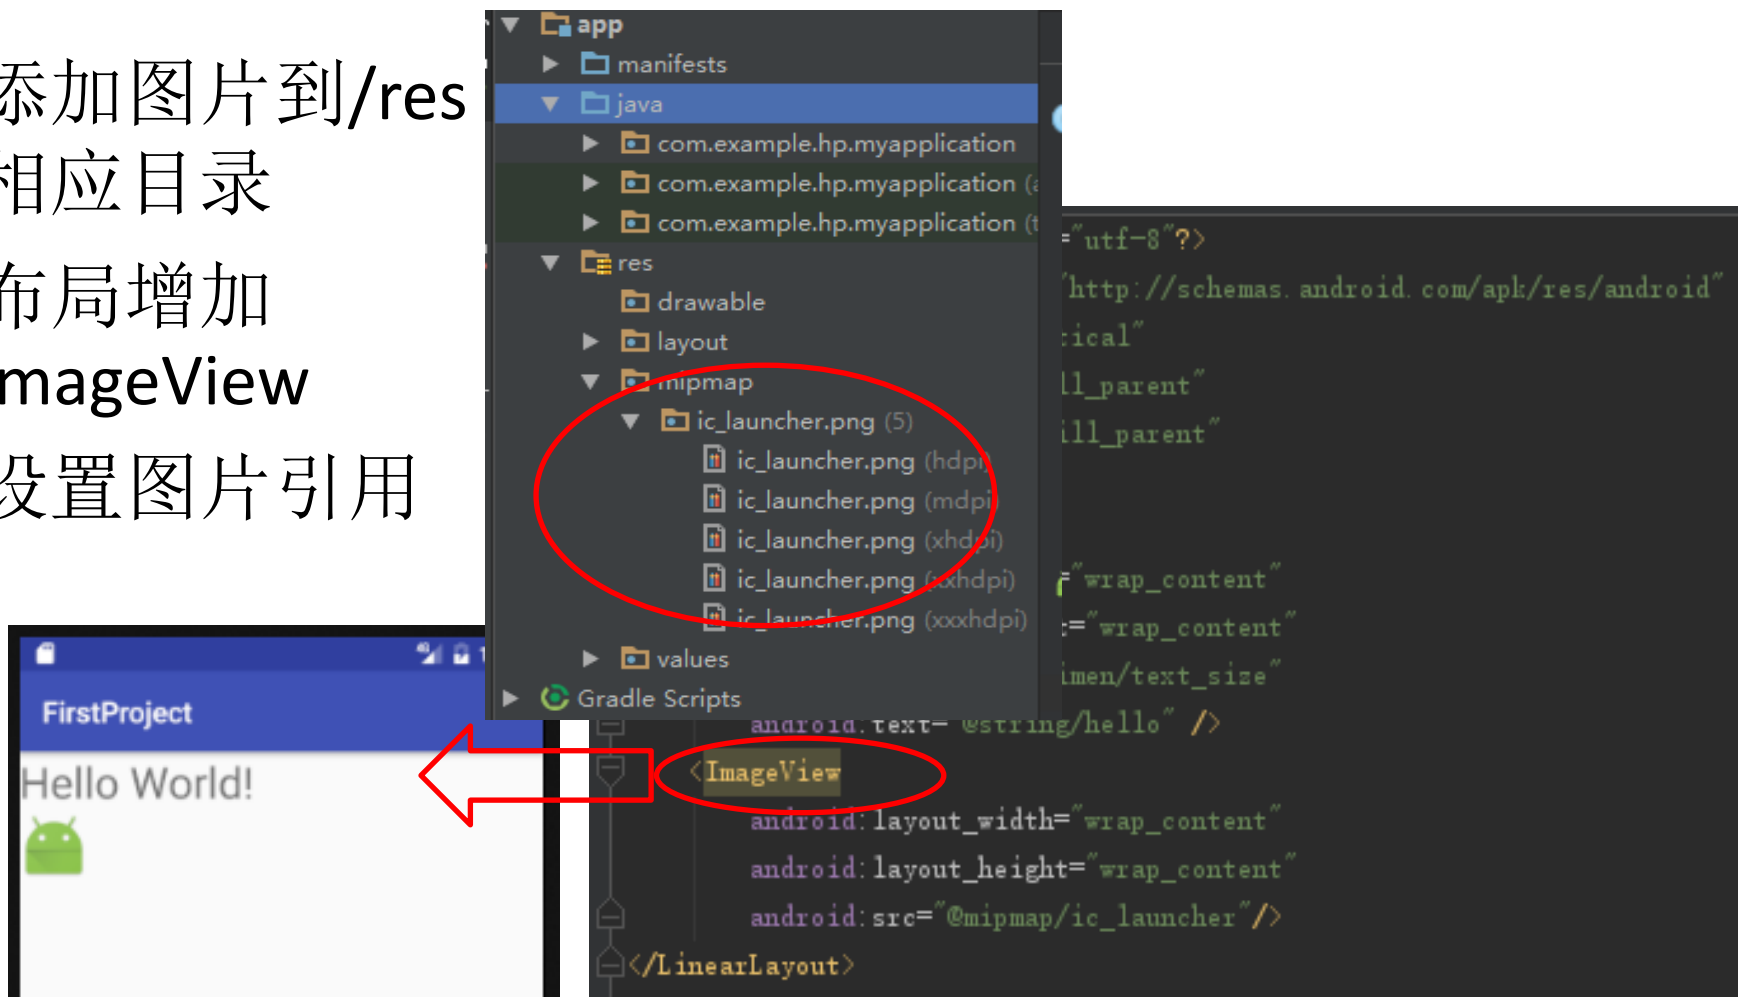 添加图片到/res
相应目录
布局增加
ImageView
设置图片引用
app
manifests
java
com.example.hp.myapplication
com.example.hp.myapplication (a
com.example.hp.myapplication (t
res
drawable
layout
mipmap
ic_launcher.png (5)
ic_launcher.png (hdpi)
ic_launcher.png (mdpi)
ic_launcher.png (xhdpi)
ic_launcher.png (xxhdpi)
ic_launcher.png (xxxhdpi)
values
Gradle Scripts
="utf-8"?>
"http://schemas.android.com/apk/res/android"
tical"
ll_parent"
ill_parent"
="wrap_content"
t="wrap_content"
imen/text_size"
android:text="@string/hello" />
<ImageView
android:layout_width="wrap_content"
android:layout_height="wrap_content"
android:src="@mipmap/ic_launcher"/>
</LinearLayout>
FirstProject
Hello World!